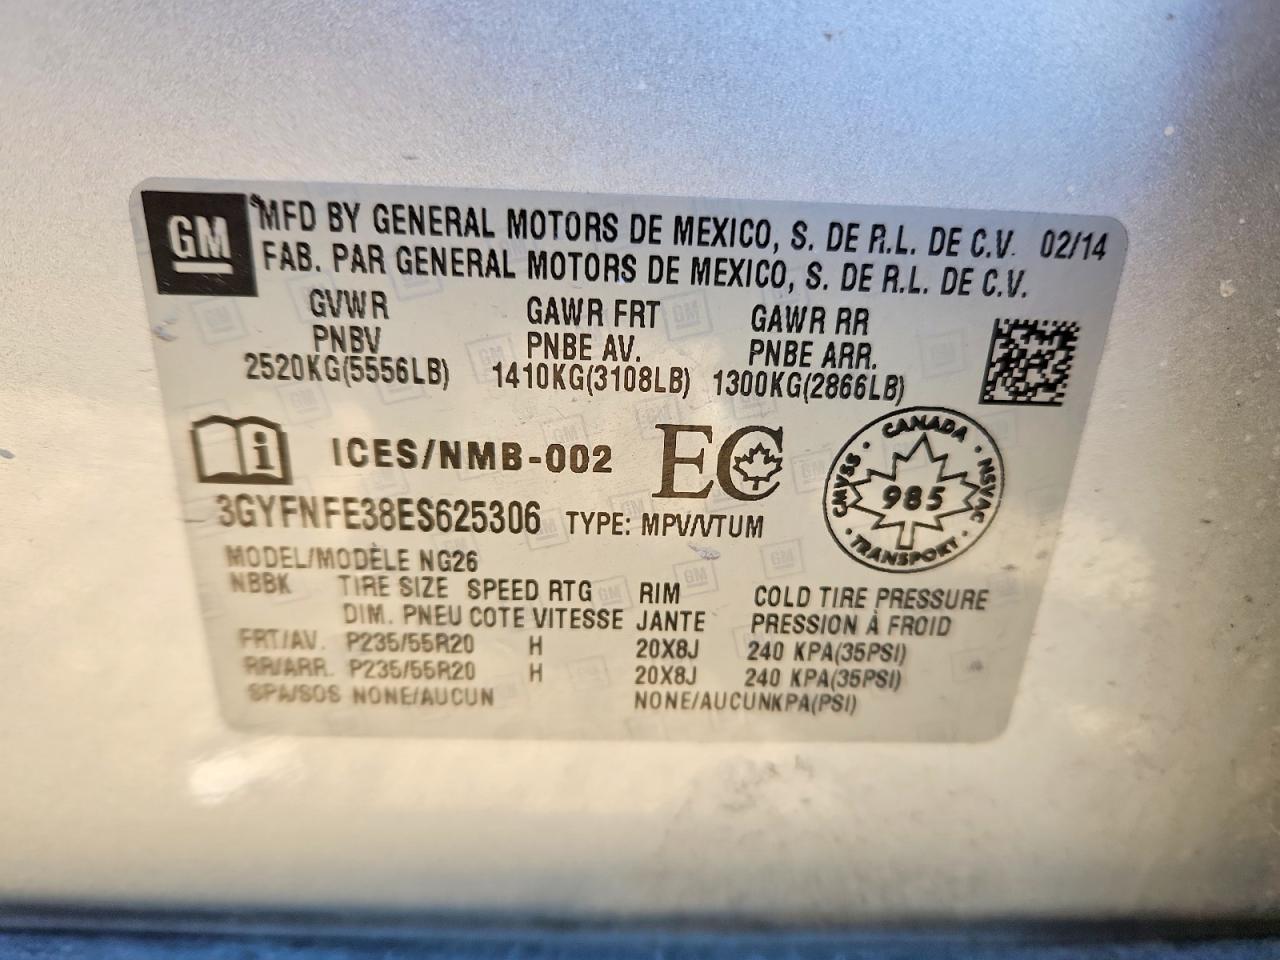 GM
MFD BY GENERAL MOTORS DE MEXICO, S. DE R.L. DE C.V. 02/14
FAB. PAR GENERAL MOTORS DE MEXICO, S. DE R.L. DE C.V.
GVWR GAWR FRT GAWR RR
PNBV PNBE AV. PNBE ARR.
2520KG(5556LB) 1410KG(3108LB) 1300KG(2866LB)
i ICES/NMB-002 EC
CANADA
CMVSS 985 NSVAC
TRANSPORT
3GYFNFE38ES625306 TYPE: MPV/VTUM
MODEL/MODÈLE NG26
NBBK TIRE SIZE SPEED RTG RIM COLD TIRE PRESSURE
DIM. PNEU COTE VITESSE JANTE PRESSION À FROID
FRT/AV. P235/55R20 H 20X8J 240 KPA(35PSI)
RR/ARR. P235/55R20 H 20X8J 240 KPA(35PSI)
SPA/SOS NONE/AUCUN NONE/AUCUNKPA(PSI)